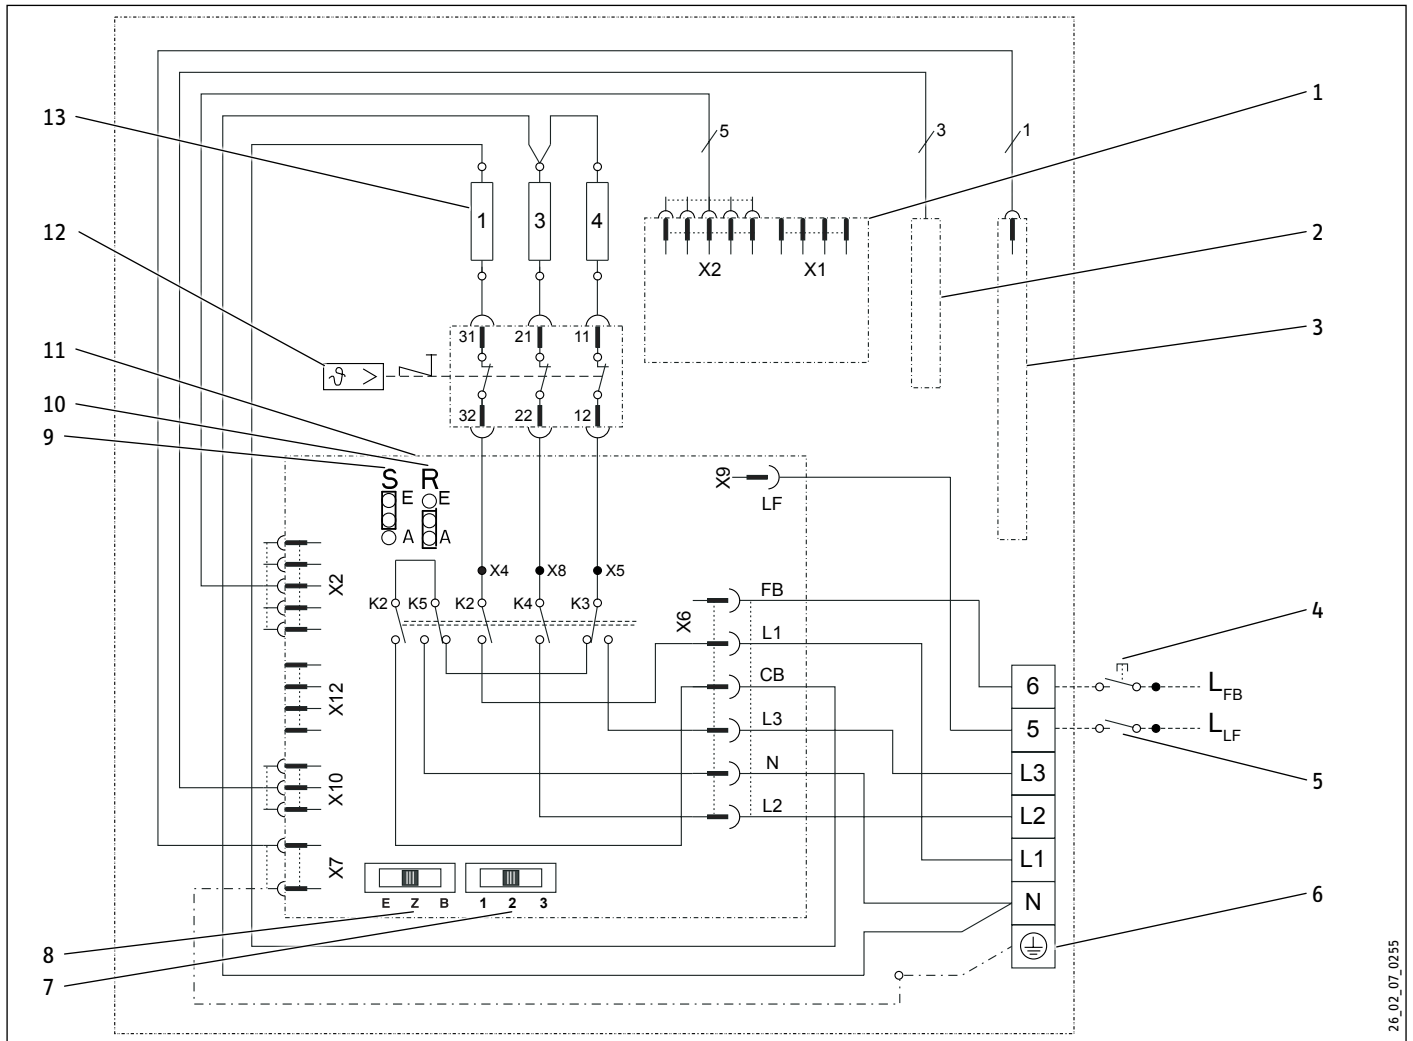 13
1
5
3
1
12
1
3
4
2
X2
X1
3
11
31
21
11
ϑ >
10
32
22
12
9
S
R
E
E
A
A
X9
LF
X4
X8
X5
X2
K2
K5
K2
K4
K3
X6
FB
4
L1
X12
CB
6
LFB
L3
5
LLF
X10
N
L3
5
L2
L2
X7
L1
E Z B
1 2 3
N
6
8
7
26_02_07_0255